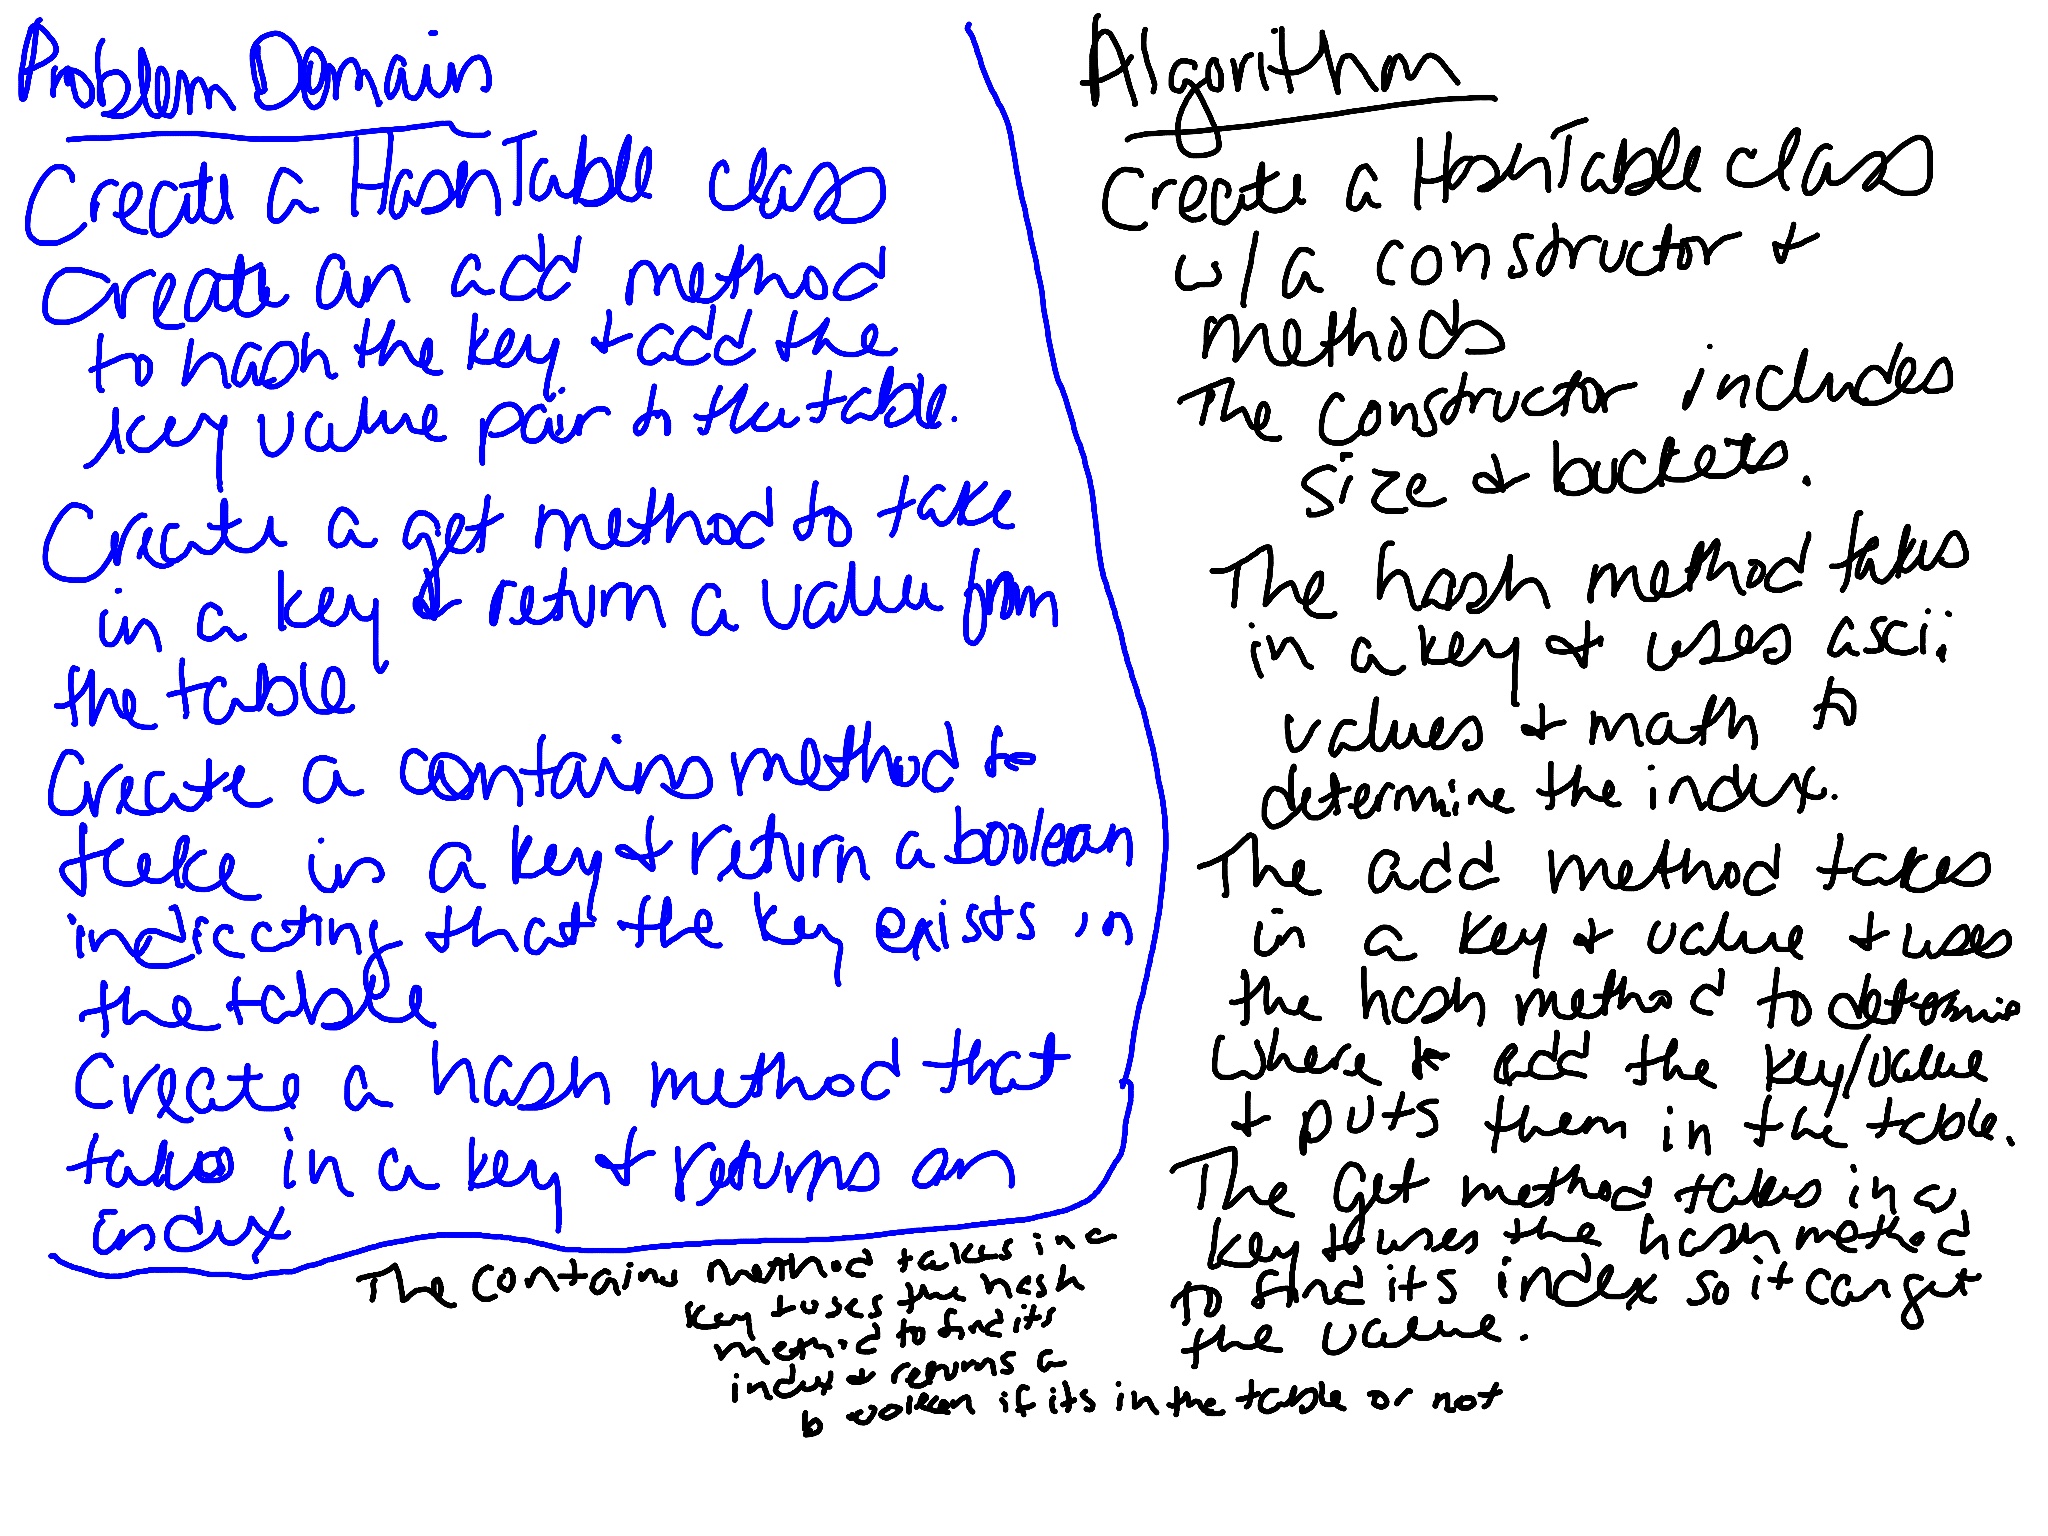 Problem Domain
Create a HashTable class
Create an add method
to hash the key + add the
key value pair to the table.
Create a get method to take
in a key + return a value from
the table
Create a contains method to
take in a key + return a boolean
indicating that the key exists in
the table
Create a hash method that
takes in a key + returns an
index
Algorithm
Create a HashTable class
w/ a constructor +
methods
The constructor includes
size + buckets.
The hash method takes
in a key + uses ascii
values + math to
determine the index.
The add method takes
in a key + value + uses
the hash method to determine
where to add the key/value
+ puts them in the table.
The Get method takes in a
key + uses the hash method
to find its index so it can get
the value.
The contains method takes in a
key + uses the hash
method to find its
index + returns a
boolean if its in the table or not